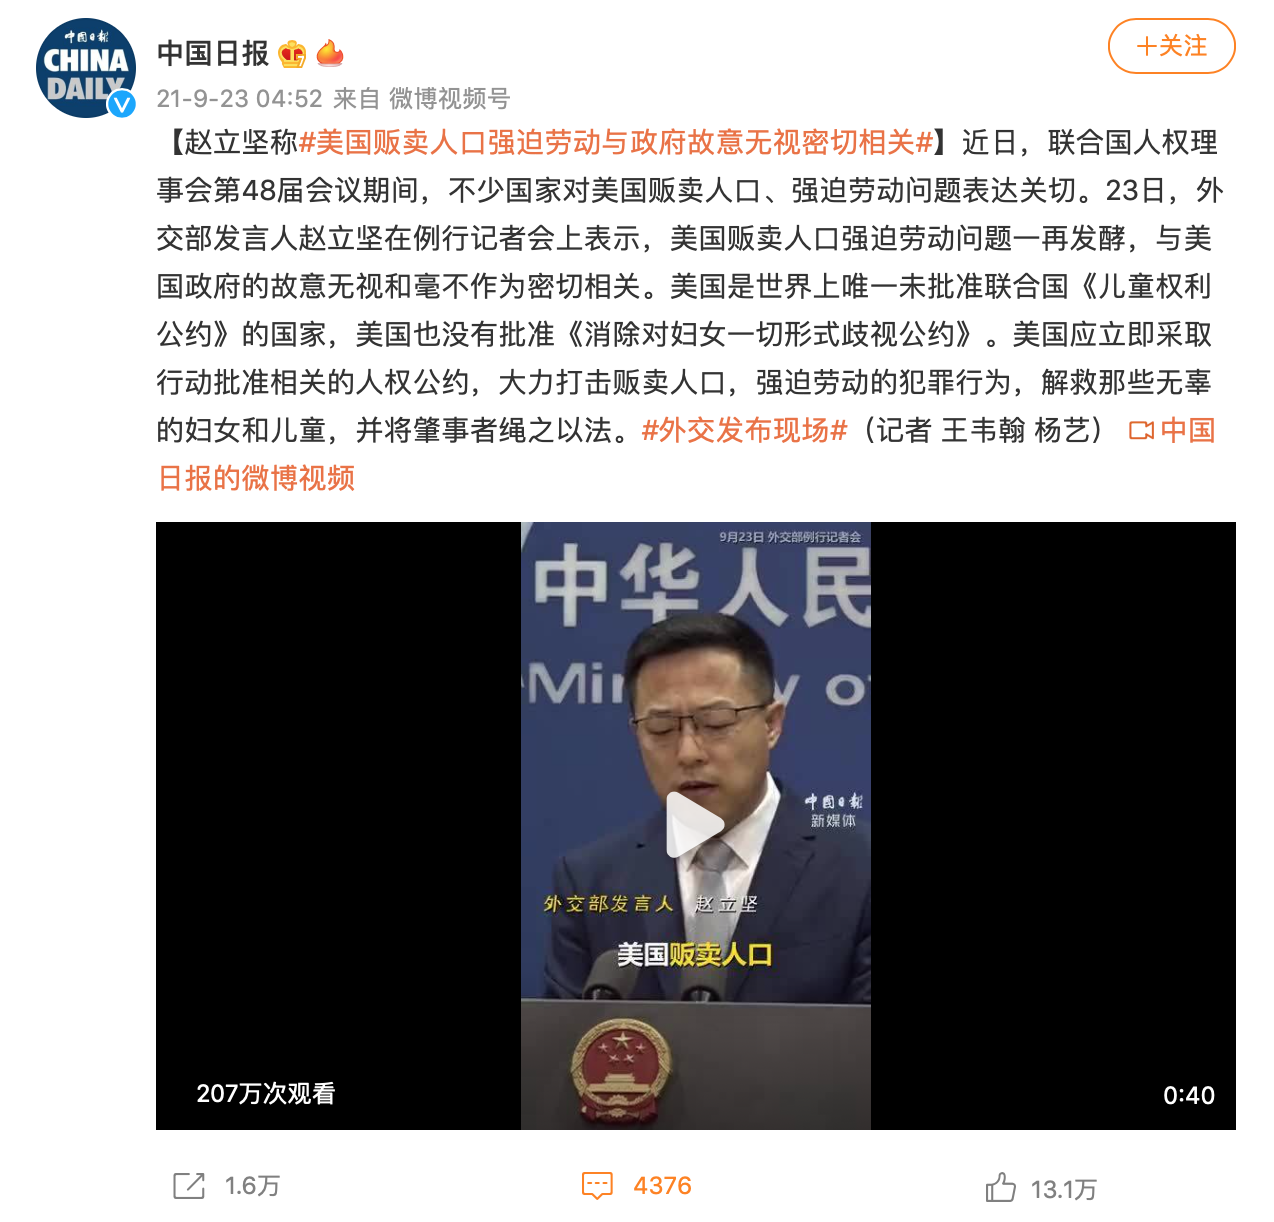 中国日报
CHINA
DAILY
中国日报
+关注
21-9-23 04:52 来自 微博视频号
【赵立坚称#美国贩卖人口强迫劳动与政府故意无视密切相关#】近日，联合国人权理
事会第48届会议期间，不少国家对美国贩卖人口、强迫劳动问题表达关切。23日，外
交部发言人赵立坚在例行记者会上表示，美国贩卖人口强迫劳动问题一再发酵，与美
国政府的故意无视和毫不作为密切相关。美国是世界上唯一未批准联合国《儿童权利
公约》的国家，美国也没有批准《消除对妇女一切形式歧视公约》。美国应立即采取
行动批准相关的人权公约，大力打击贩卖人口，强迫劳动的犯罪行为，解救那些无辜
的妇女和儿童，并将肇事者绳之以法。#外交发布现场#（记者 王韦翰 杨艺） 中国
日报的微博视频
9月23日 外交部例行记者会
中华人民
Min y of
中国日报
新媒体
外交部发言人 赵立坚
美国贩卖人口
207万次观看
0:40
1.6万
4376
13.1万